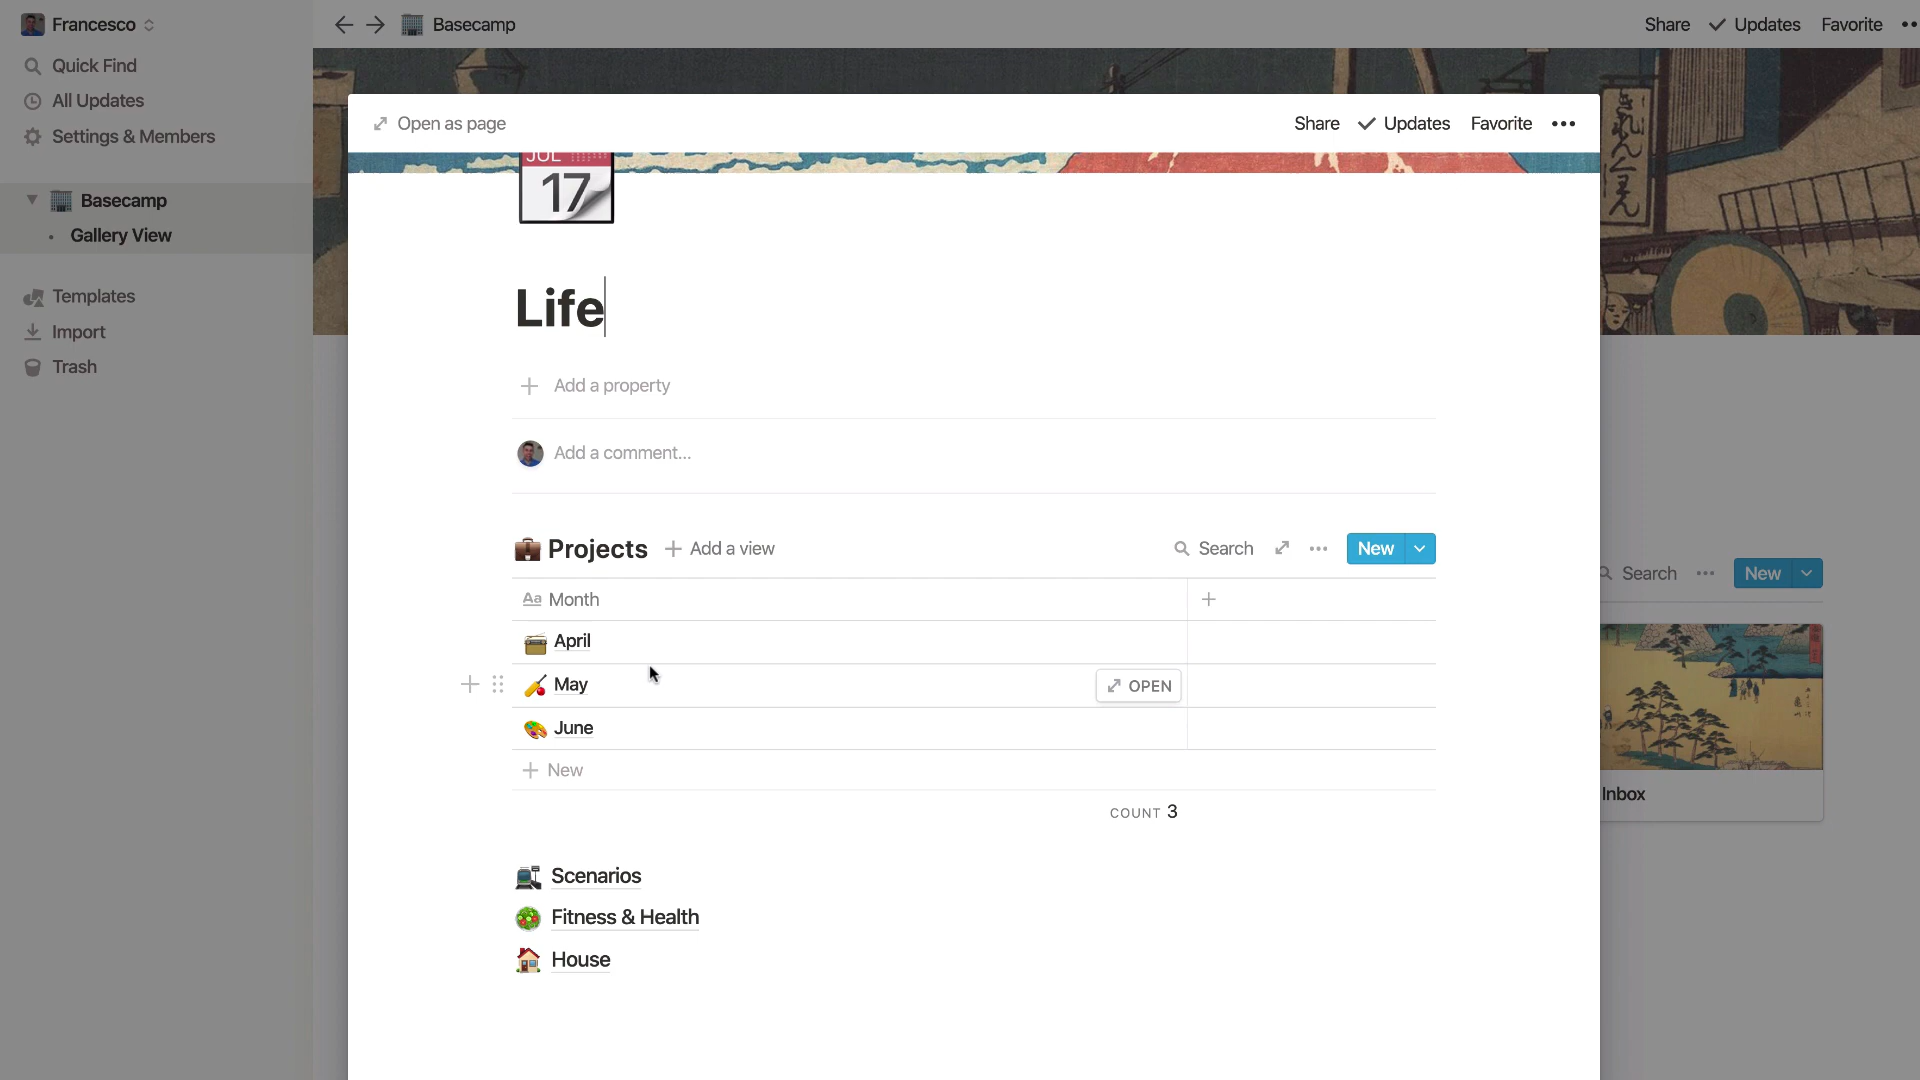 Francesco
Basecamp
Share
Updates
Favorite
Quick Find
All Updates
Settings & Members
Basecamp
Gallery View
Templates
Import
Trash
Open as page
Share
Updates
Favorite
JUL
17
Life
Add a property
Add a comment...
Projects
Add a view
Search
New
Aa Month
April
May
OPEN
June
New
COUNT 3
Scenarios
Fitness & Health
House
Search
New
Inbox